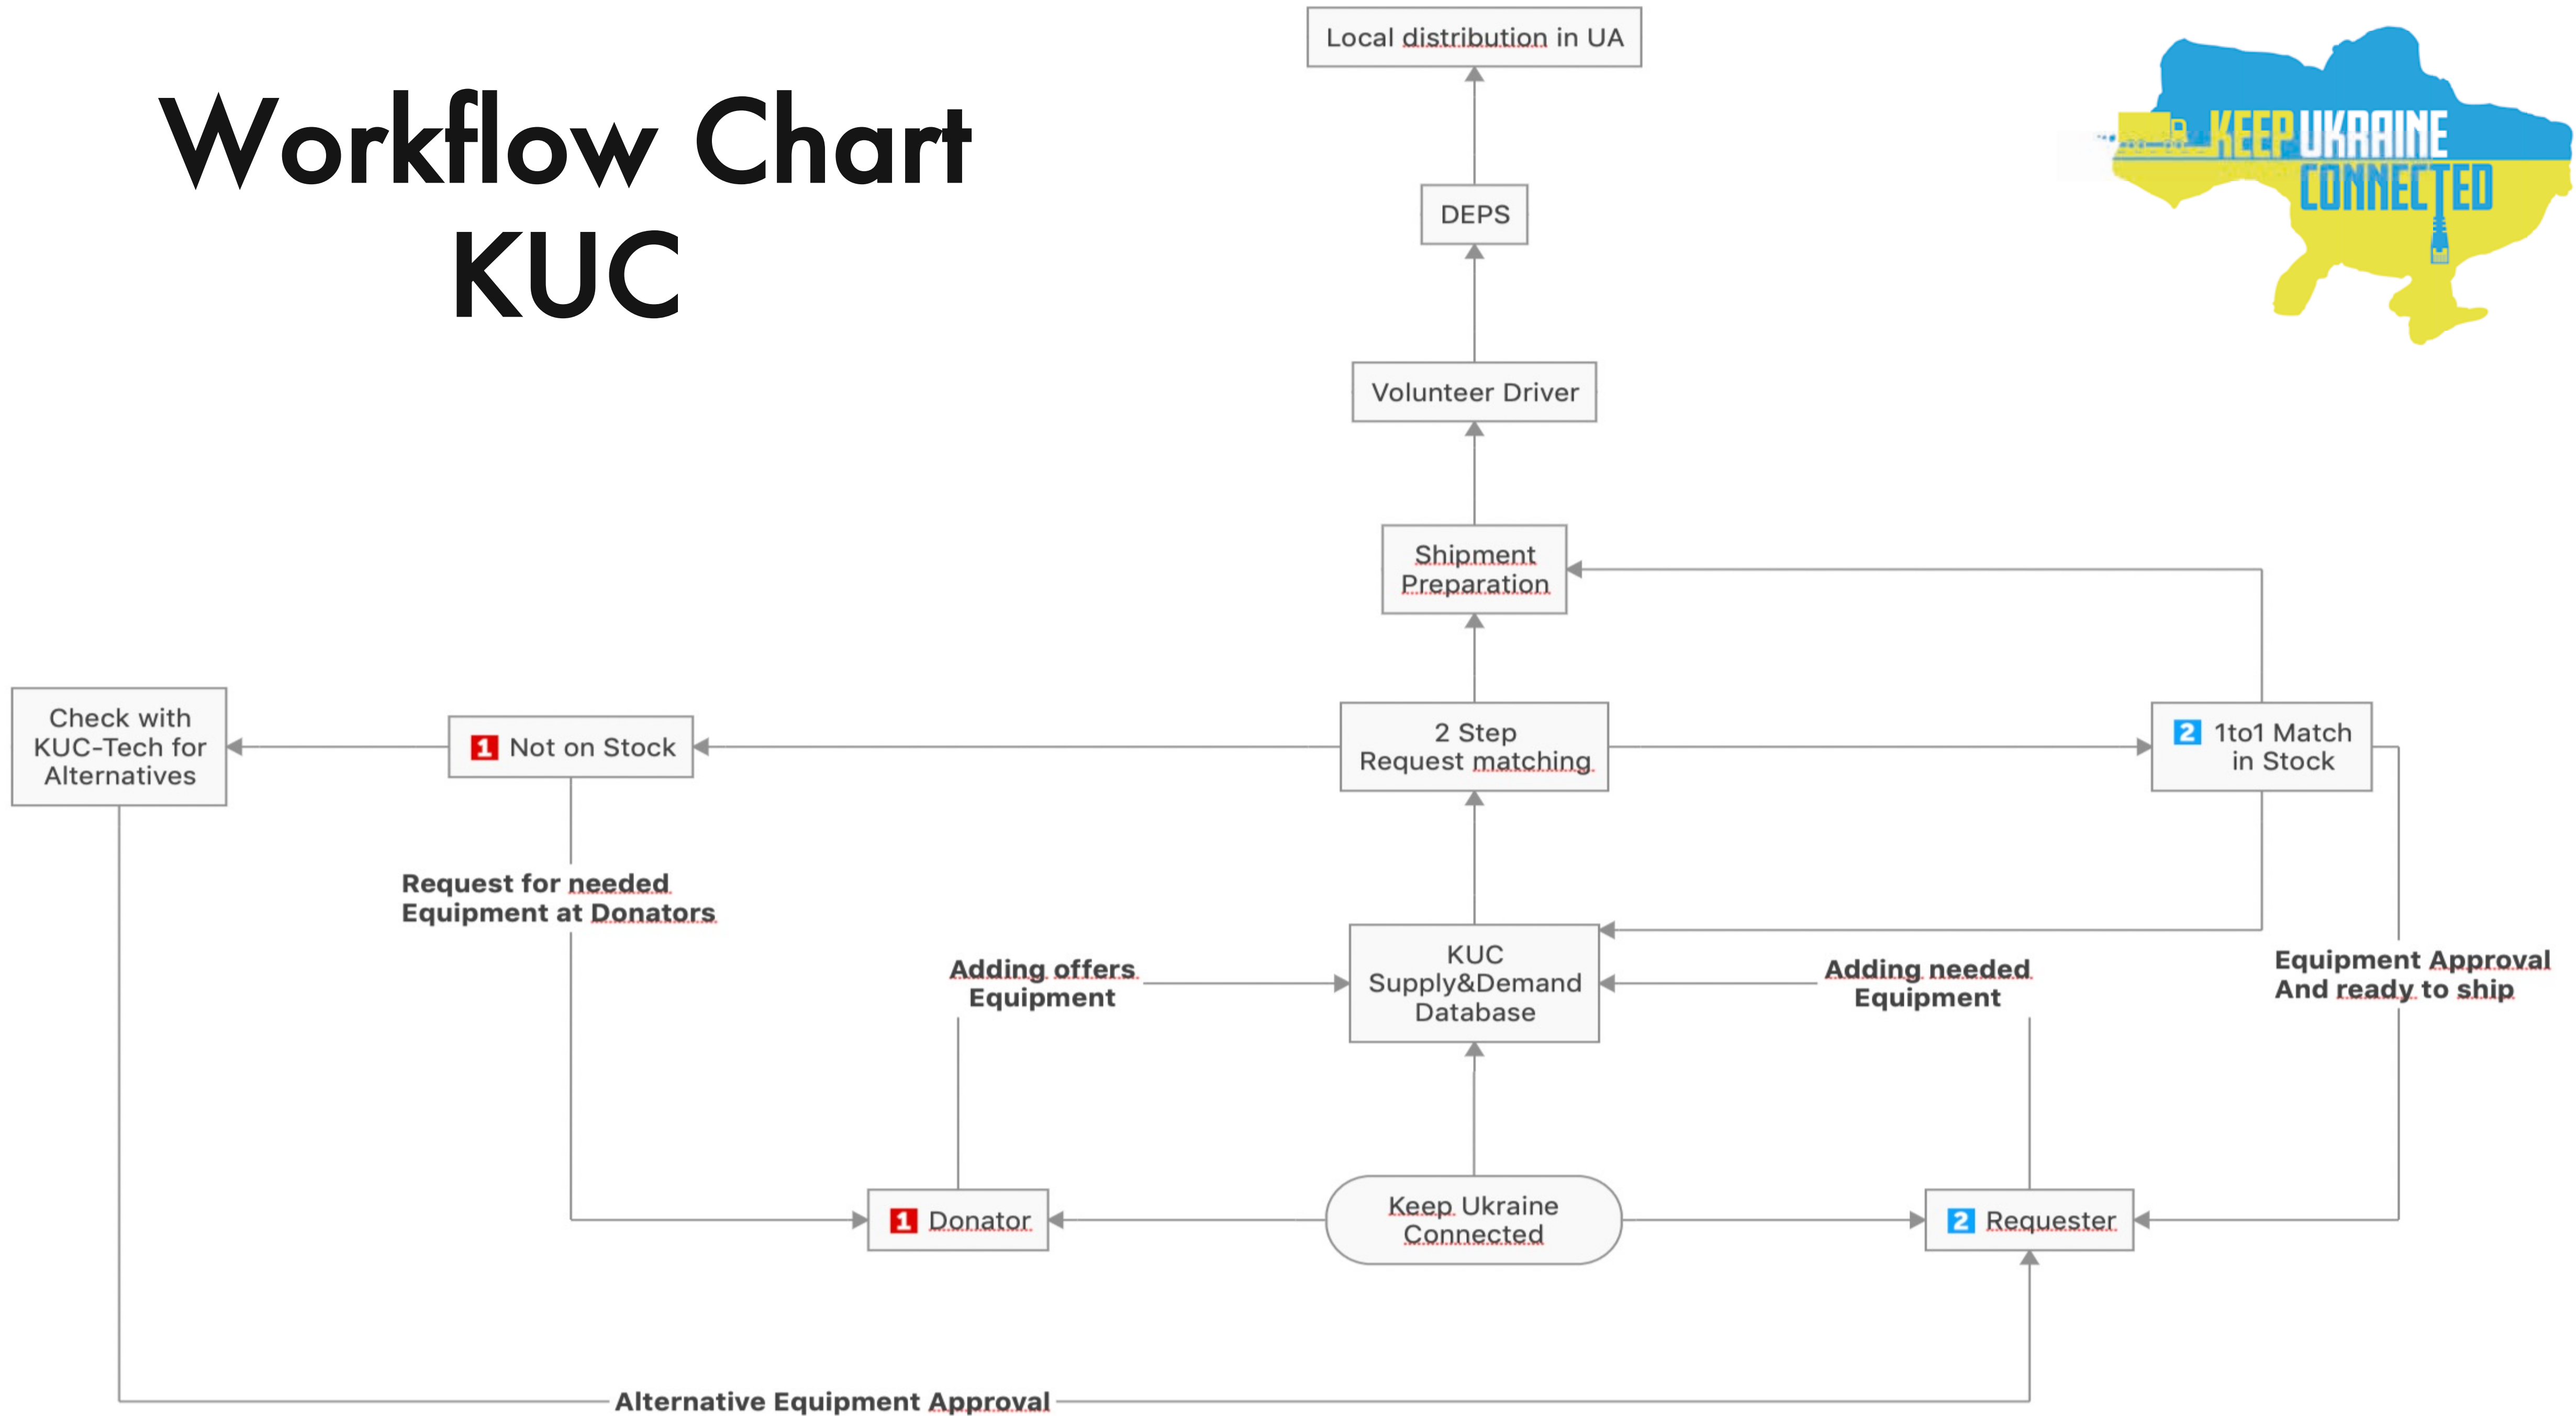 Workflow Chart
KUC
KEEP UKRAINE
CONNECTED
Local distribution in UA
DEPS
Volunteer Driver
Shipment
Preparation
Check with
KUC-Tech for
Alternatives
1 Not on Stock
2 Step
Request matching
2 1to1 Match
in Stock
Request for needed
Equipment at Donators
Adding offers
Equipment
KUC
Supply&Demand
Database
Adding needed
Equipment
Equipment Approval
And ready to ship
1 Donator
Keep Ukraine
Connected
2 Requester
Alternative Equipment Approval